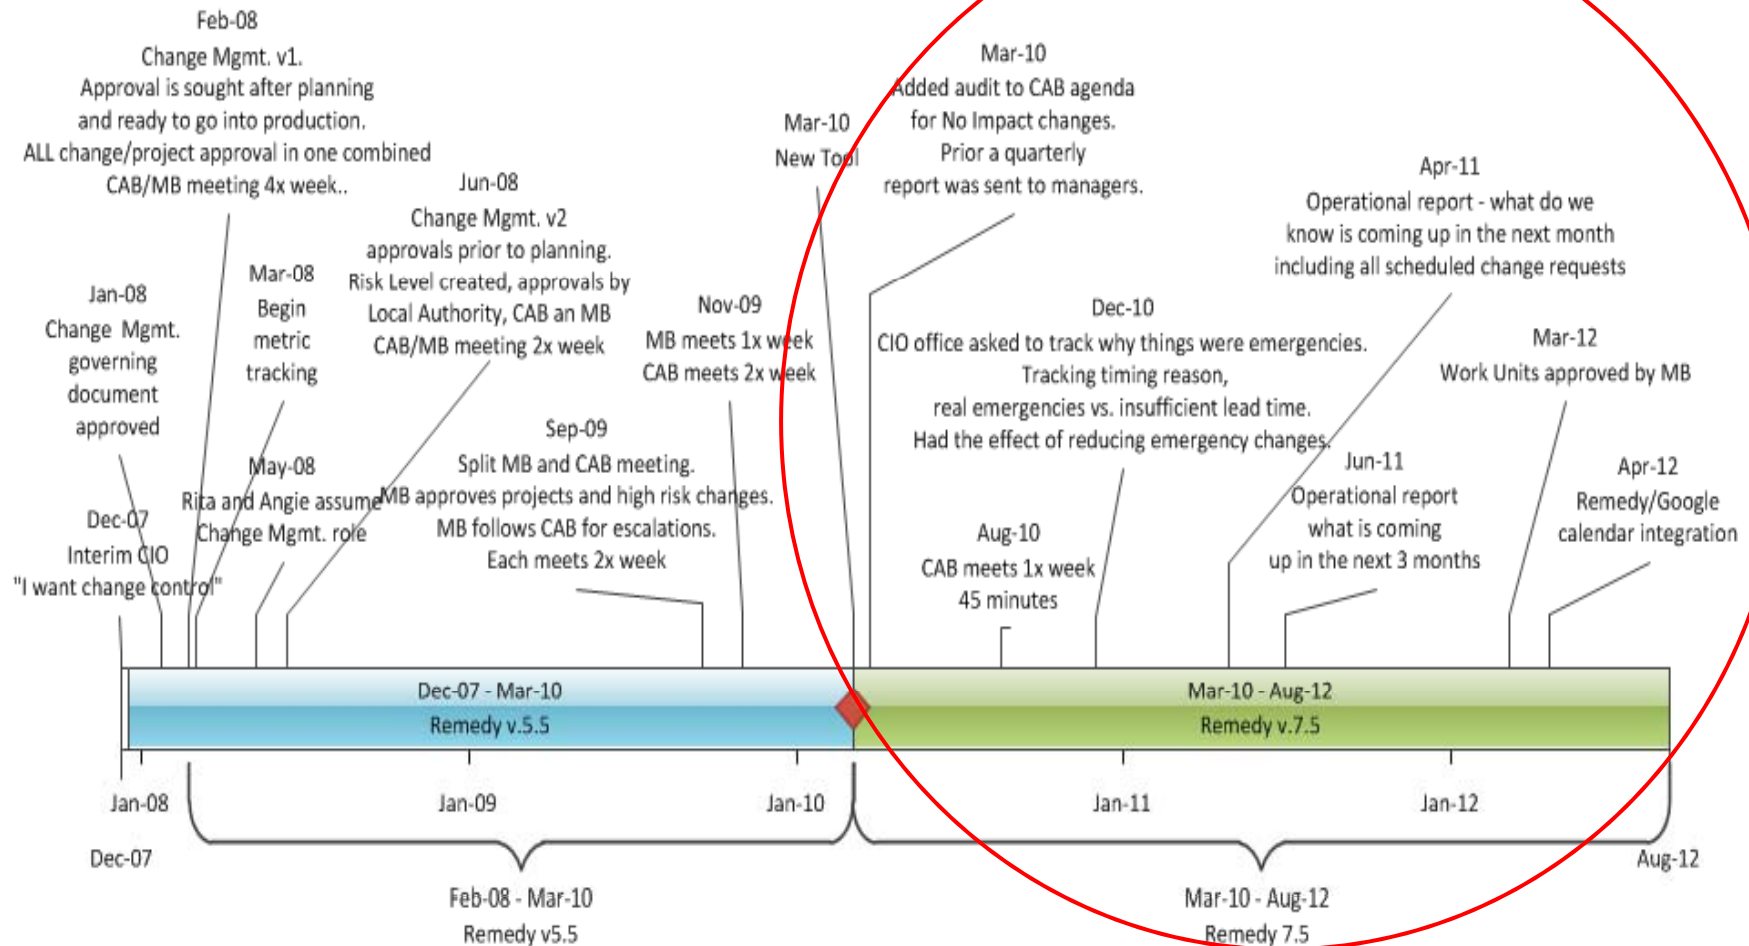 Feb-08
Change Mgmt. v1.
Approval is sought after planning
and ready to go into production.
ALL change/project approval in one combined
CAB/MB meeting 4x week..
Jan-08
Change Mgmt.
governing
document
approved
Dec-07
Interim CIO
"I want change control"
Mar-08
Begin
metric
tracking
May-08
Rita and Angie assume
Change Mgmt. role
Jun-08
Change Mgmt. v2
approvals prior to planning.
Risk Level created, approvals by
Local Authority, CAB an MB
CAB/MB meeting 2x week
Sep-09
Split MB and CAB meeting.
MB approves projects and high risk changes.
MB follows CAB for escalations.
Each meets 2x week
Nov-09
MB meets 1x week
CAB meets 2x week
Mar-10
New Tool
Mar-10
Added audit to CAB agenda
for No Impact changes.
Prior a quarterly
report was sent to managers.
Aug-10
CAB meets 1x week
45 minutes
Dec-10
CIO office asked to track why things were emergencies.
Tracking timing reason,
real emergencies vs. insufficient lead time.
Had the effect of reducing emergency changes.
Apr-11
Operational report - what do we
know is coming up in the next month
including all scheduled change requests
Jun-11
Operational report
what is coming
up in the next 3 months
Mar-12
Work Units approved by MB
Apr-12
Remedy/Google
calendar integration
Dec-07 - Mar-10
Remedy v.5.5
Mar-10 - Aug-12
Remedy v.7.5
Jan-08
Jan-09
Jan-10
Jan-11
Jan-12
Dec-07
Aug-12
Feb-08 - Mar-10
Remedy v5.5
Mar-10 - Aug-12
Remedy 7.5